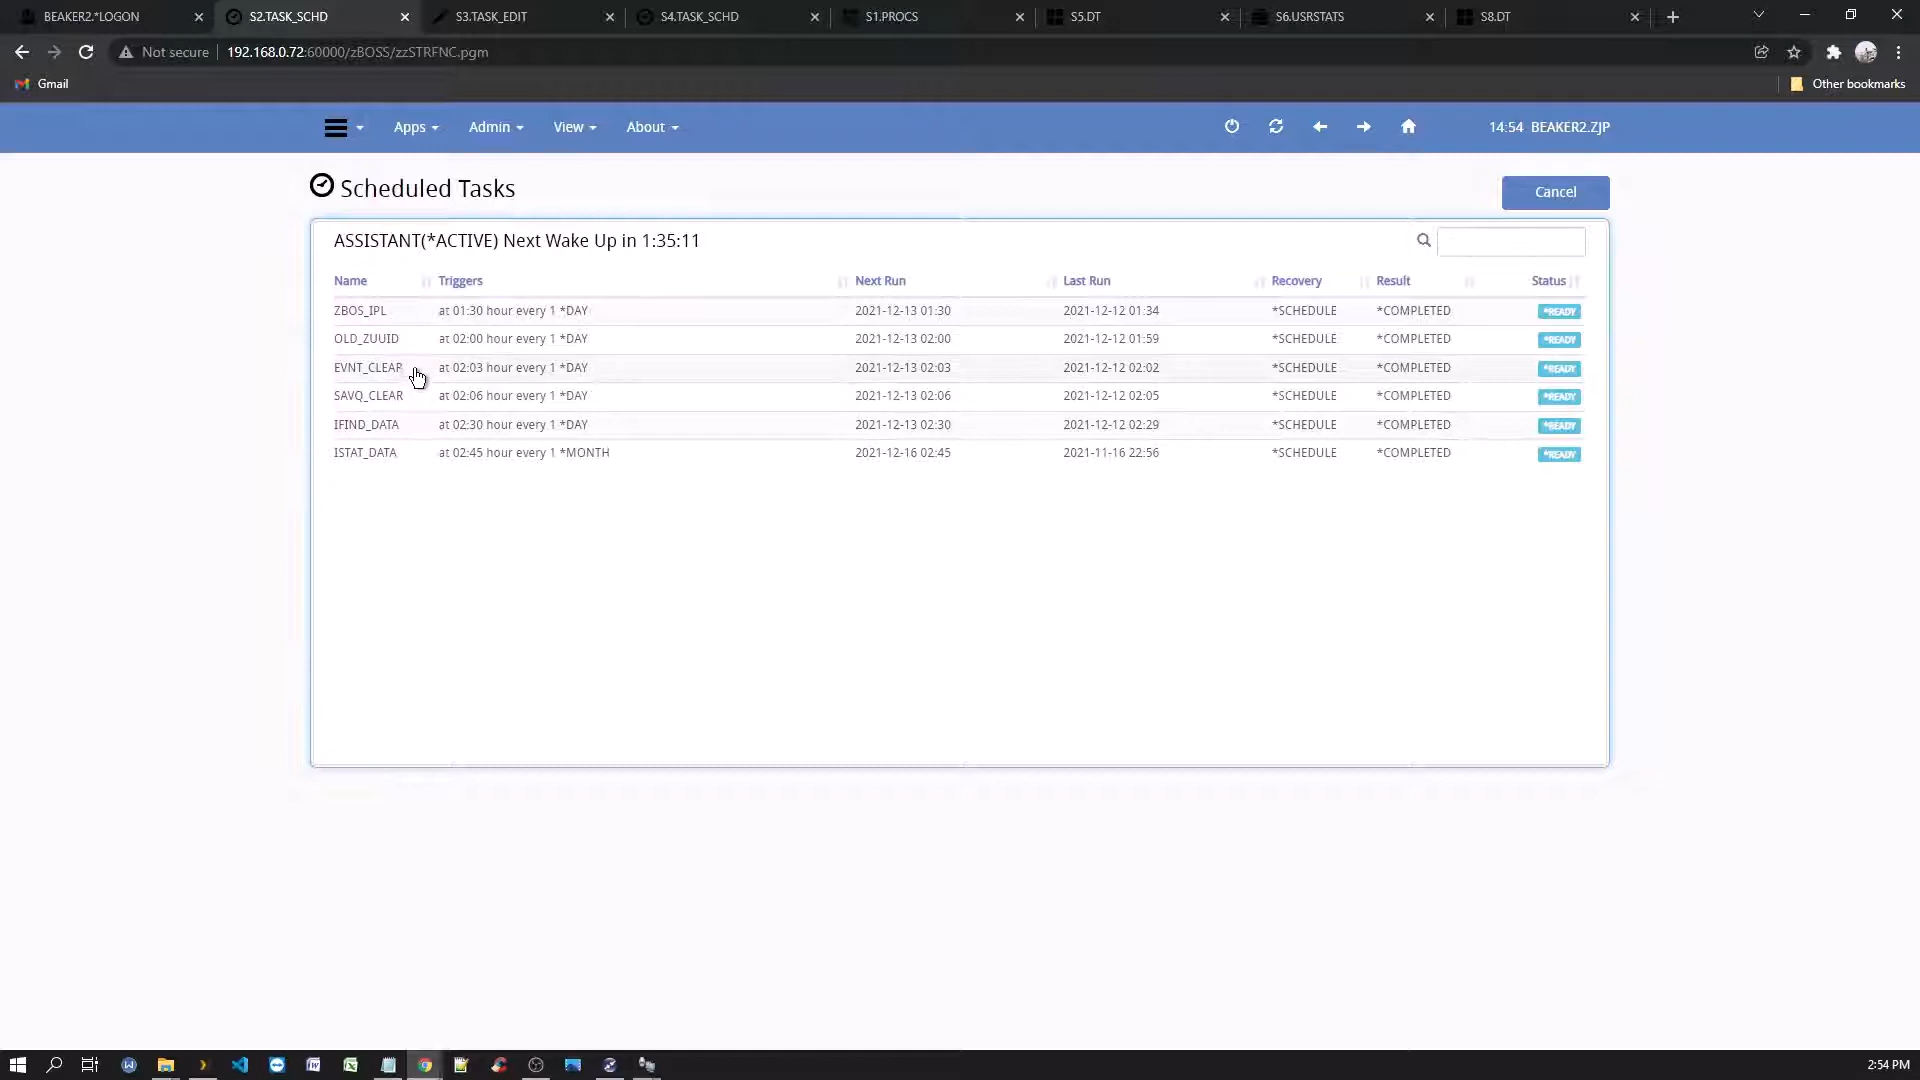 BEAKER2.*LOGON
S2.TASK_SCHD
S3.TASK_EDIT
S4.TASK_SCHD
S1.PROCS
S5.DT
S6.USRSTATS
S8.DT
Not secure 192.168.0.72:60000/zBOSS/zzSTRFNC.pgm
Gmail
Other bookmarks
Apps Admin View About 14:54 BEAKER2.ZJP
Scheduled Tasks
Cancel
ASSISTANT(*ACTIVE) Next Wake Up in 1:35:11
Name Triggers Next Run Last Run Recovery Result Status
ZBOS_IPL at 01:30 hour every 1 *DAY 2021-12-13 01:30 2021-12-12 01:34 *SCHEDULE *COMPLETED *READY
OLD_ZUUID at 02:00 hour every 1 *DAY 2021-12-13 02:00 2021-12-12 01:59 *SCHEDULE *COMPLETED *READY
EVNT_CLEAR at 02:03 hour every 1 *DAY 2021-12-13 02:03 2021-12-12 02:02 *SCHEDULE *COMPLETED *READY
SAVQ_CLEAR at 02:06 hour every 1 *DAY 2021-12-13 02:06 2021-12-12 02:05 *SCHEDULE *COMPLETED *READY
IFIND_DATA at 02:30 hour every 1 *DAY 2021-12-13 02:30 2021-12-12 02:29 *SCHEDULE *COMPLETED *READY
ISTAT_DATA at 02:45 hour every 1 *MONTH 2021-12-16 02:45 2021-11-16 22:56 *SCHEDULE *COMPLETED *READY
2:54 PM